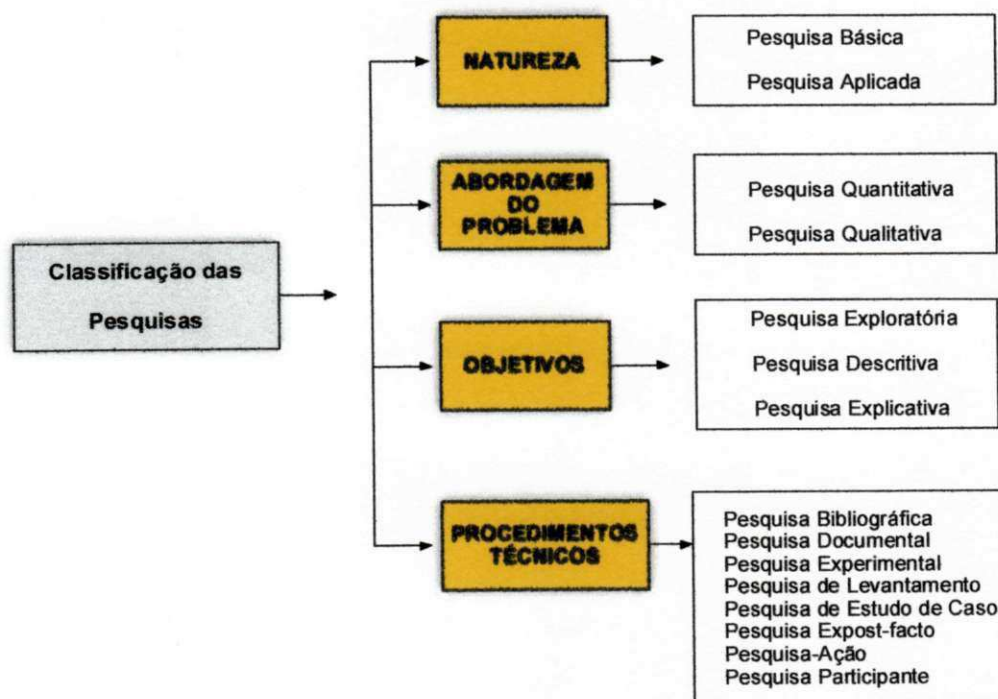 Classificação das
Pesquisas
NATUREZA
Pesquisa Básica
Pesquisa Aplicada
ABORDAGEM
DO
PROBLEMA
Pesquisa Quantitativa
Pesquisa Qualitativa
OBJETIVOS
Pesquisa Exploratória
Pesquisa Descritiva
Pesquisa Explicativa
PROCEDIMENTOS
TÉCNICOS
Pesquisa Bibliográfica
Pesquisa Documental
Pesquisa Experimental
Pesquisa de Levantamento
Pesquisa de Estudo de Caso
Pesquisa Expost-facto
Pesquisa-Ação
Pesquisa Participante